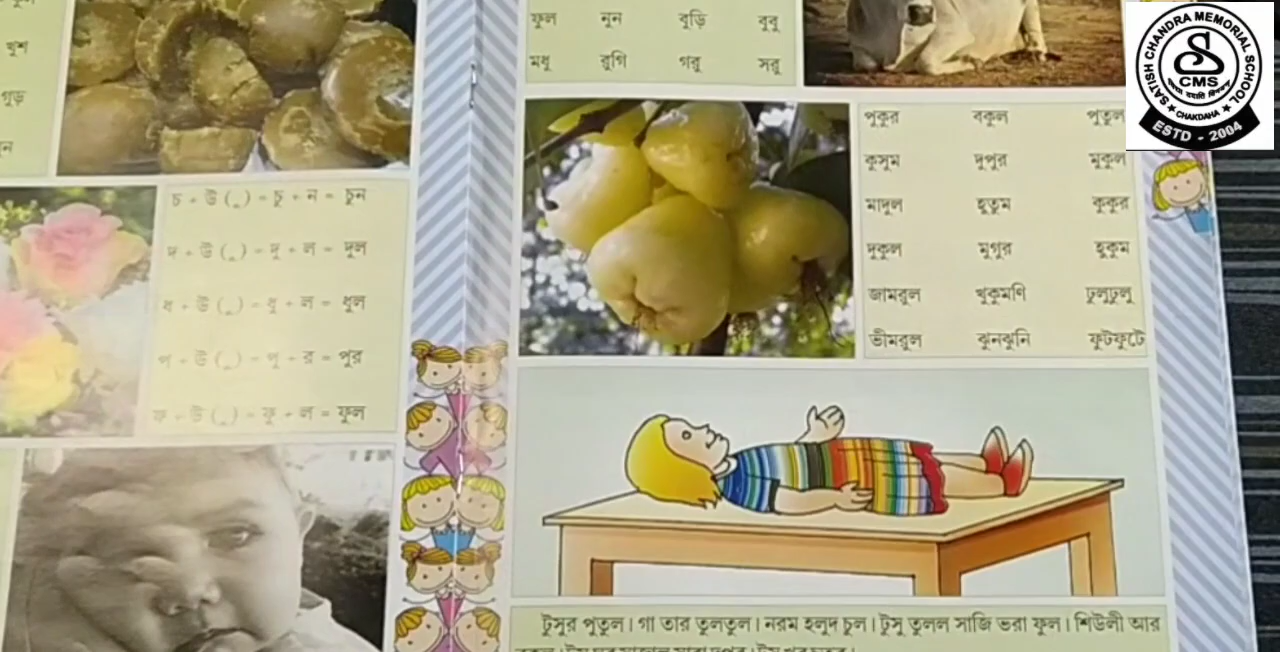 খুশ
গুড়
চ + উ (ু) = চু + ন = চুন
দ + উ (ু) = দু + ল = দুল
ধ + উ (ু) = ধু + ল = ধুল
প + উ (ু) = পু + র = পুর
ফ + উ (ু) = ফু + ল = ফুল
ফুল নুন বুড়ি বুবু
মধু রুগি গরু সরু
পুকুর বকুল পুতুল
কুসুম দুপুর মুকুল
মাদুল হুতুম কুকুর
দুকুল মুগুর হুকুম
জামরুল খুকুমণি ঢুলুঢুলু
ভীমরুল ঝুনঝুনি ফুটফুটে
টুসুর পুতুল। গা তার তুলতুল। নরম হলুদ চুল। টুসু তুলল সাজি ভরা ফুল। শিউলী আর
SATISH CHANDRA MEMORIAL SCHOOL
S
CMS
CHAKDAHA
ESTD - 2004